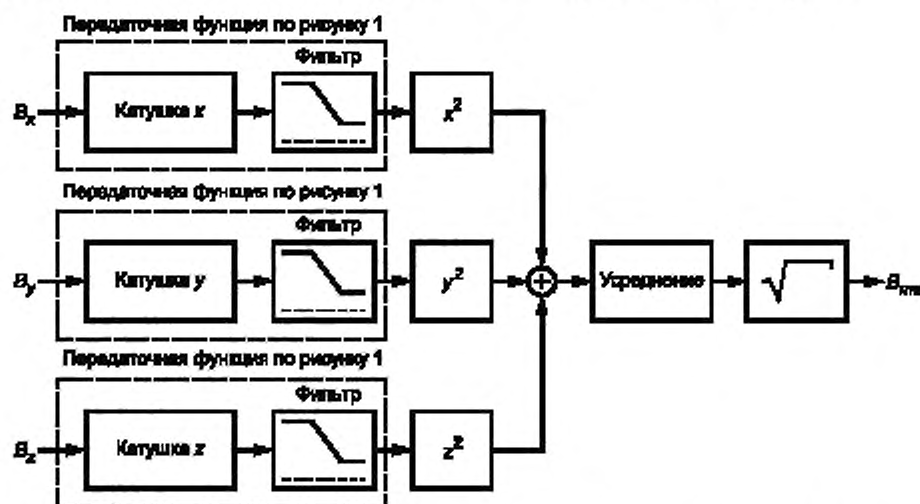 Передаточная функция по рисунку 1
Фильтр
Bx
Катушка x
x²
Передаточная функция по рисунку 1
Фильтр
By
Катушка y
y²
+
Усреднение
√
Brms
Передаточная функция по рисунку 1
Фильтр
Bz
Катушка z
z²